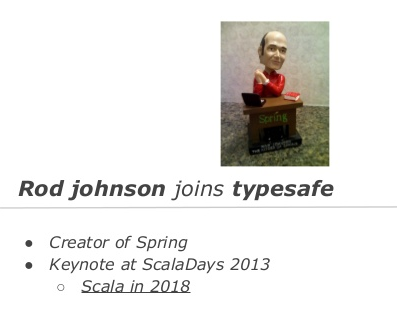 Spring
Rod johnson joins typesafe
Creator of Spring
Keynote at ScalaDays 2013
Scala in 2018